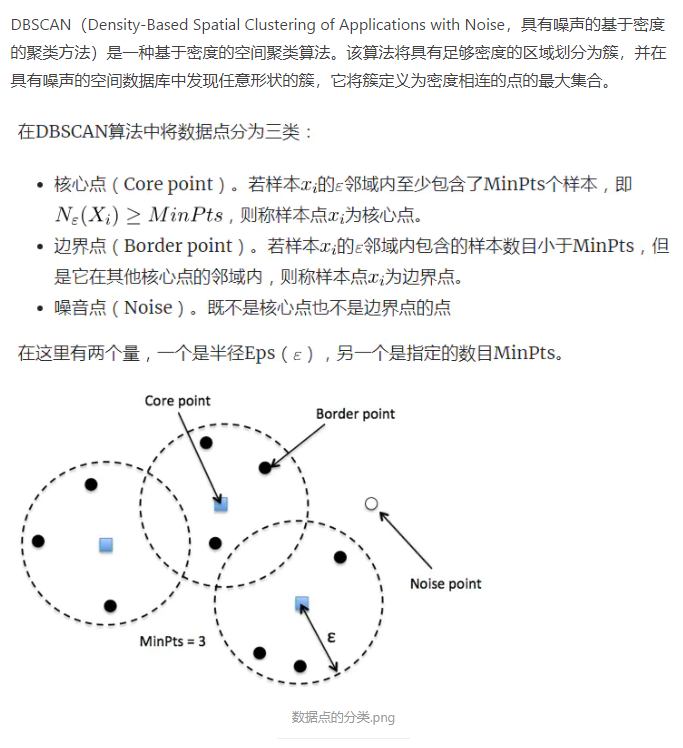 DBSCAN（Density-Based Spatial Clustering of Applications with Noise，具有噪声的基于密度
的聚类方法）是一种基于密度的空间聚类算法。该算法将具有足够密度的区域划分为簇，并在
具有噪声的空间数据库中发现任意形状的簇，它将簇定义为密度相连的点的最大集合。
在DBSCAN算法中将数据点分为三类：
• 核心点（Core point）。若样本xᵢ的ε邻域内至少包含了MinPts个样本，即
Nε(Xᵢ) ≥ MinPts，则称样本点xᵢ为核心点。
• 边界点（Border point）。若样本xᵢ的ε邻域内包含的样本数目小于MinPts，但
是它在其他核心点的邻域内，则称样本点xᵢ为边界点。
• 噪音点（Noise）。既不是核心点也不是边界点的点
在这里有两个量，一个是半径Eps（ε），另一个是指定的数目MinPts。
Core point
Border point
Noise point
ε
MinPts = 3
数据点的分类.png